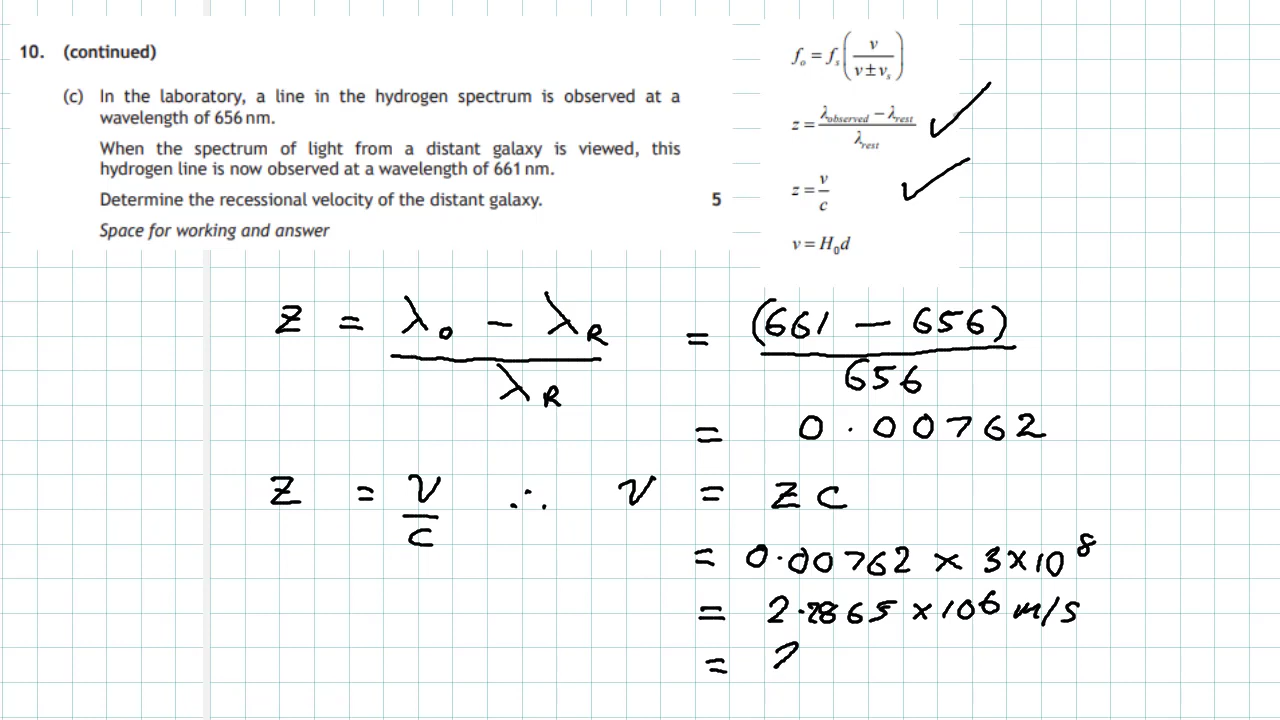 10. (continued)
(c) In the laboratory, a line in the hydrogen spectrum is observed at a
wavelength of 656 nm.
When the spectrum of light from a distant galaxy is viewed, this
hydrogen line is now observed at a wavelength of 661 nm.
Determine the recessional velocity of the distant galaxy. 5
Space for working and answer
f_o = f_s (v / (v ± v_s))
z = (λ_observed − λ_rest) / λ_rest
z = v / c
v = H_0 d
Z = (λ_O − λ_R) / λ_R = (661 − 656) / 656
= 0.00762
Z = v / c ∴ v = Z C
= 0.00762 × 3×10^8
= 2.2865 × 10^6 m/s
= 2